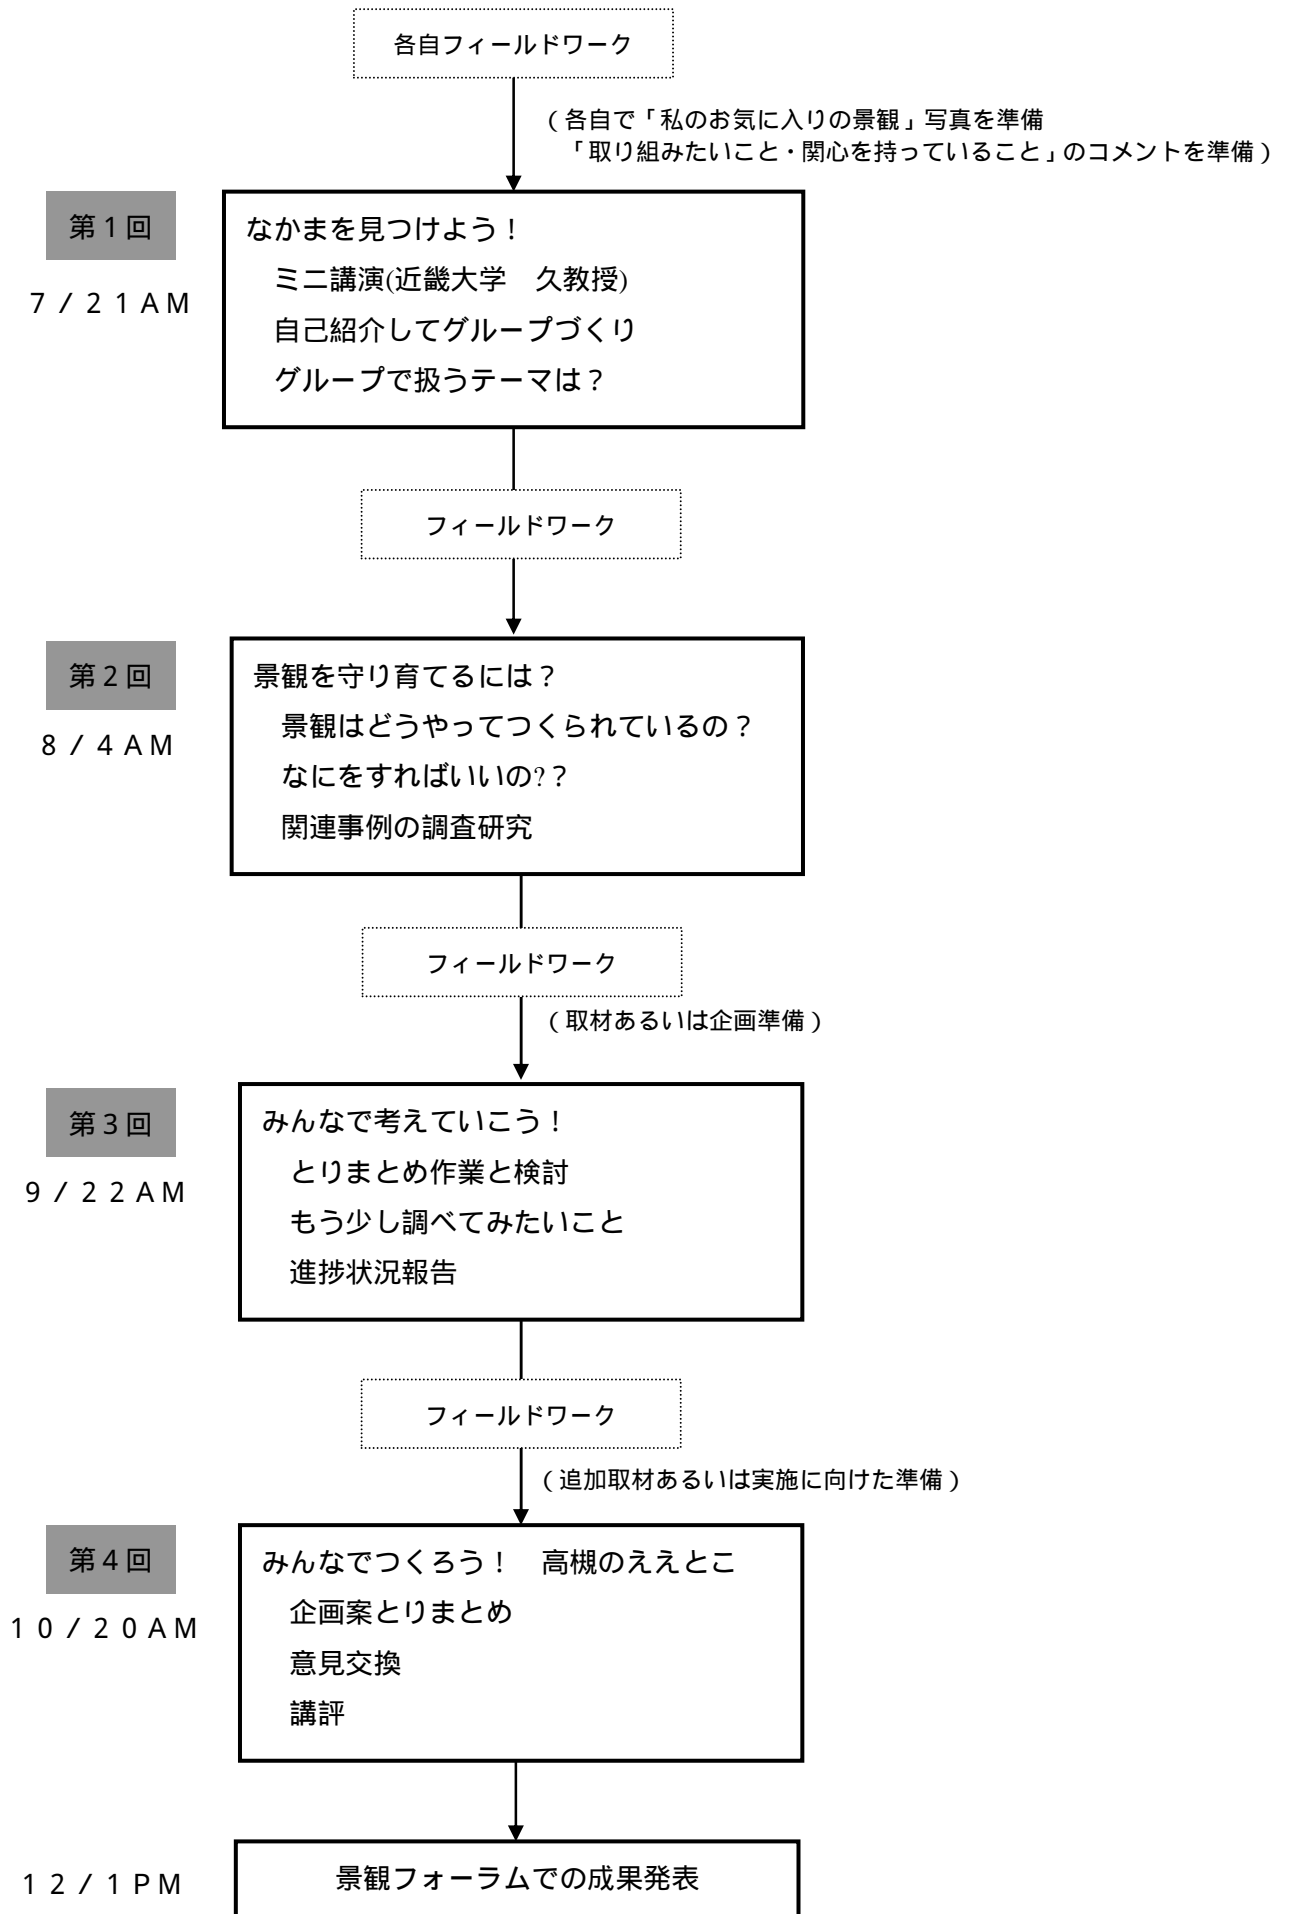 各自フィールドワーク
(各自で「私のお気に入りの景観」写真を準備
「取り組みたいこと・関心を持っていること」のコメントを準備)
第1回
7/21AM
なかまを見つけよう!
ミニ講演(近畿大学 久教授)
自己紹介してグループづくり
グループで扱うテーマは?
フィールドワーク
第2回
8/4AM
景観を守り育てるには?
景観はどうやってつくられているの?
なにをすればいいの??
関連事例の調査研究
フィールドワーク
(取材あるいは企画準備)
第3回
9/22AM
みんなで考えていこう!
とりまとめ作業と検討
もう少し調べてみたいこと
進捗状況報告
フィールドワーク
(追加取材あるいは実施に向けた準備)
第4回
10/20AM
みんなでつくろう! 高槻のええとこ
企画案とりまとめ
意見交換
講評
12/1PM
景観フォーラムでの成果発表